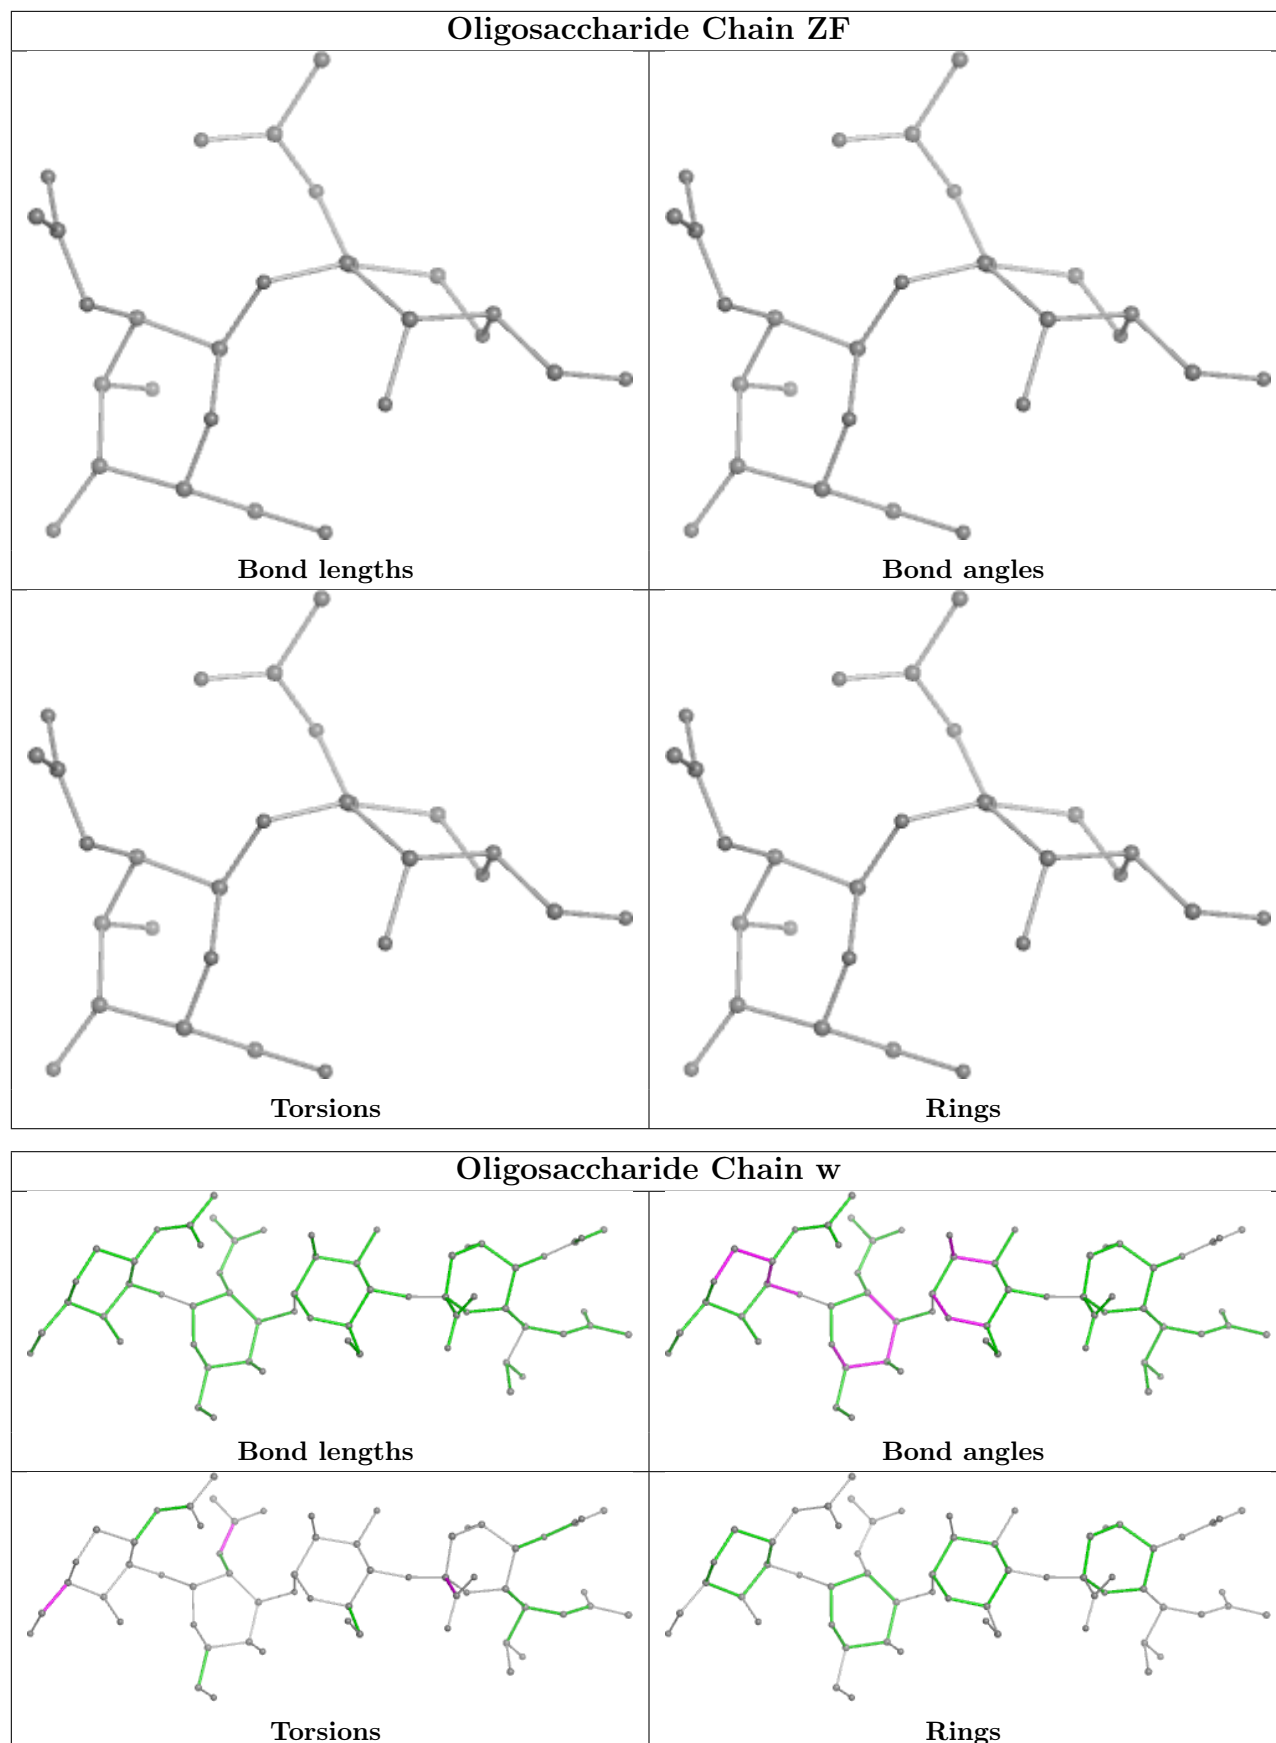 Oligosaccharide Chain ZF
Bond lengths
Bond angles
Torsions
Rings
Oligosaccharide Chain w
Bond lengths
Bond angles
Torsions
Rings